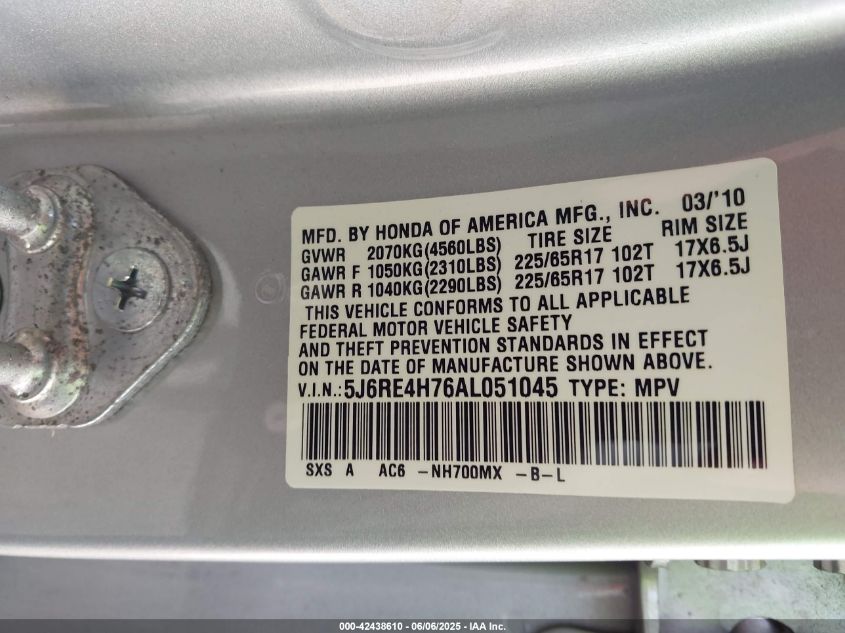 MFD. BY HONDA OF AMERICA MFG., INC. 03/'10
GVWR 2070KG(4560LBS) TIRE SIZE RIM SIZE
GAWR F 1050KG(2310LBS) 225/65R17 102T 17X6.5J
GAWR R 1040KG(2290LBS) 225/65R17 102T 17X6.5J
THIS VEHICLE CONFORMS TO ALL APPLICABLE
FEDERAL MOTOR VEHICLE SAFETY
AND THEFT PREVENTION STANDARDS IN EFFECT
ON THE DATE OF MANUFACTURE SHOWN ABOVE.
V.I.N.:5J6RE4H76AL051045 TYPE: MPV
SXS A AC6 -NH700MX -B-L
000-42438610 - 06/06/2025 - IAA Inc.